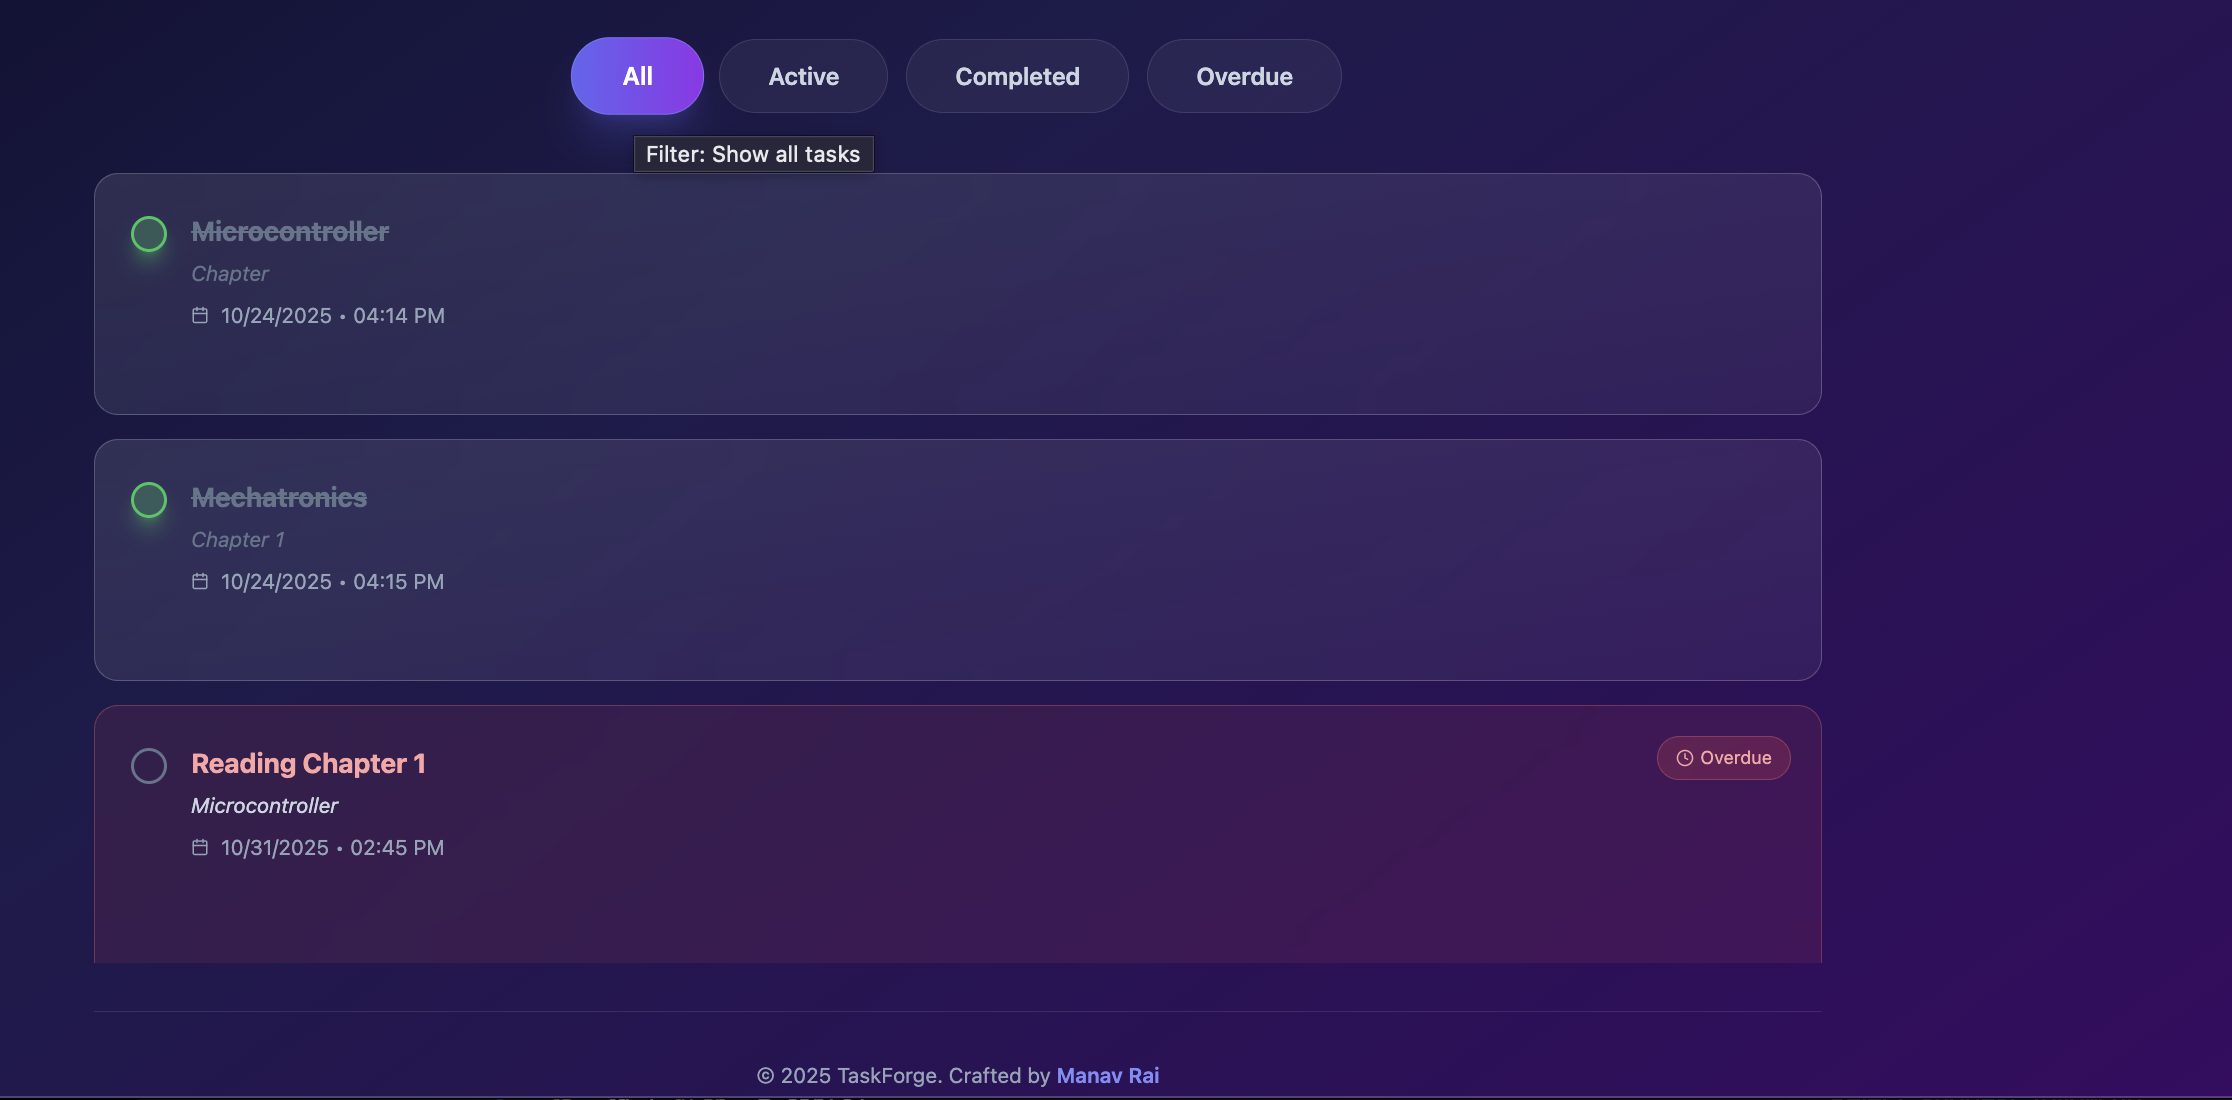 All
Active
Completed
Overdue
Filter: Show all tasks
Microcontroller
Chapter
10/24/2025 • 04:14 PM
Mechatronics
Chapter 1
10/24/2025 • 04:15 PM
Reading Chapter 1
Overdue
Microcontroller
10/31/2025 • 02:45 PM
© 2025 TaskForge. Crafted by Manav Rai